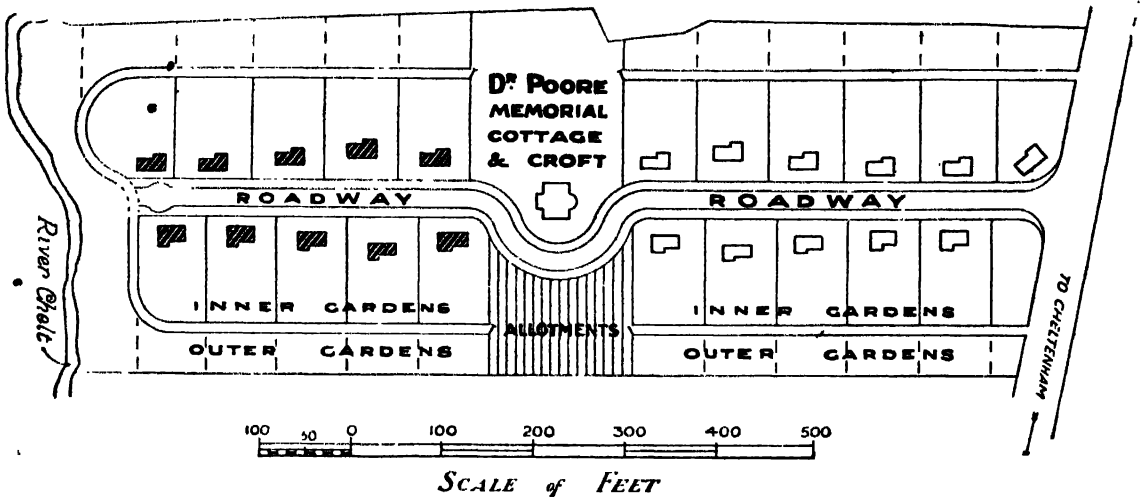 Dr. POORE
MEMORIAL
COTTAGE
& CROFT
ROADWAY
ROADWAY
River Chelt
INNER GARDENS
INNER GARDENS
ALLOTMENTS
OUTER GARDENS
OUTER GARDENS
TO CHELTENHAM
100 50 0 100 200 300 400 500
SCALE of FEET